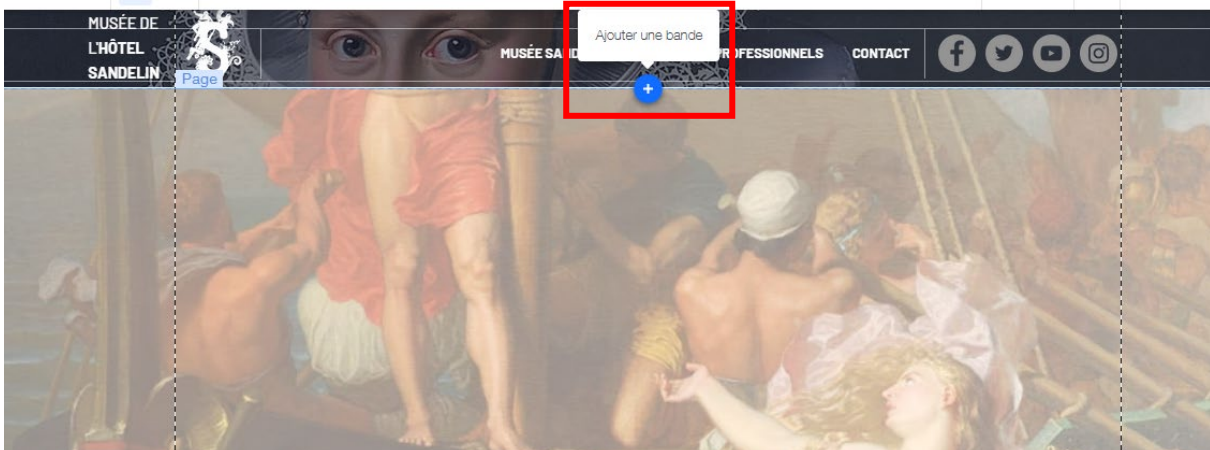 MUSÉE DE
L'HÔTEL
SANDELIN
Page
MUSÉE SAND
Ajouter une bande
PROFESSIONNELS
CONTACT